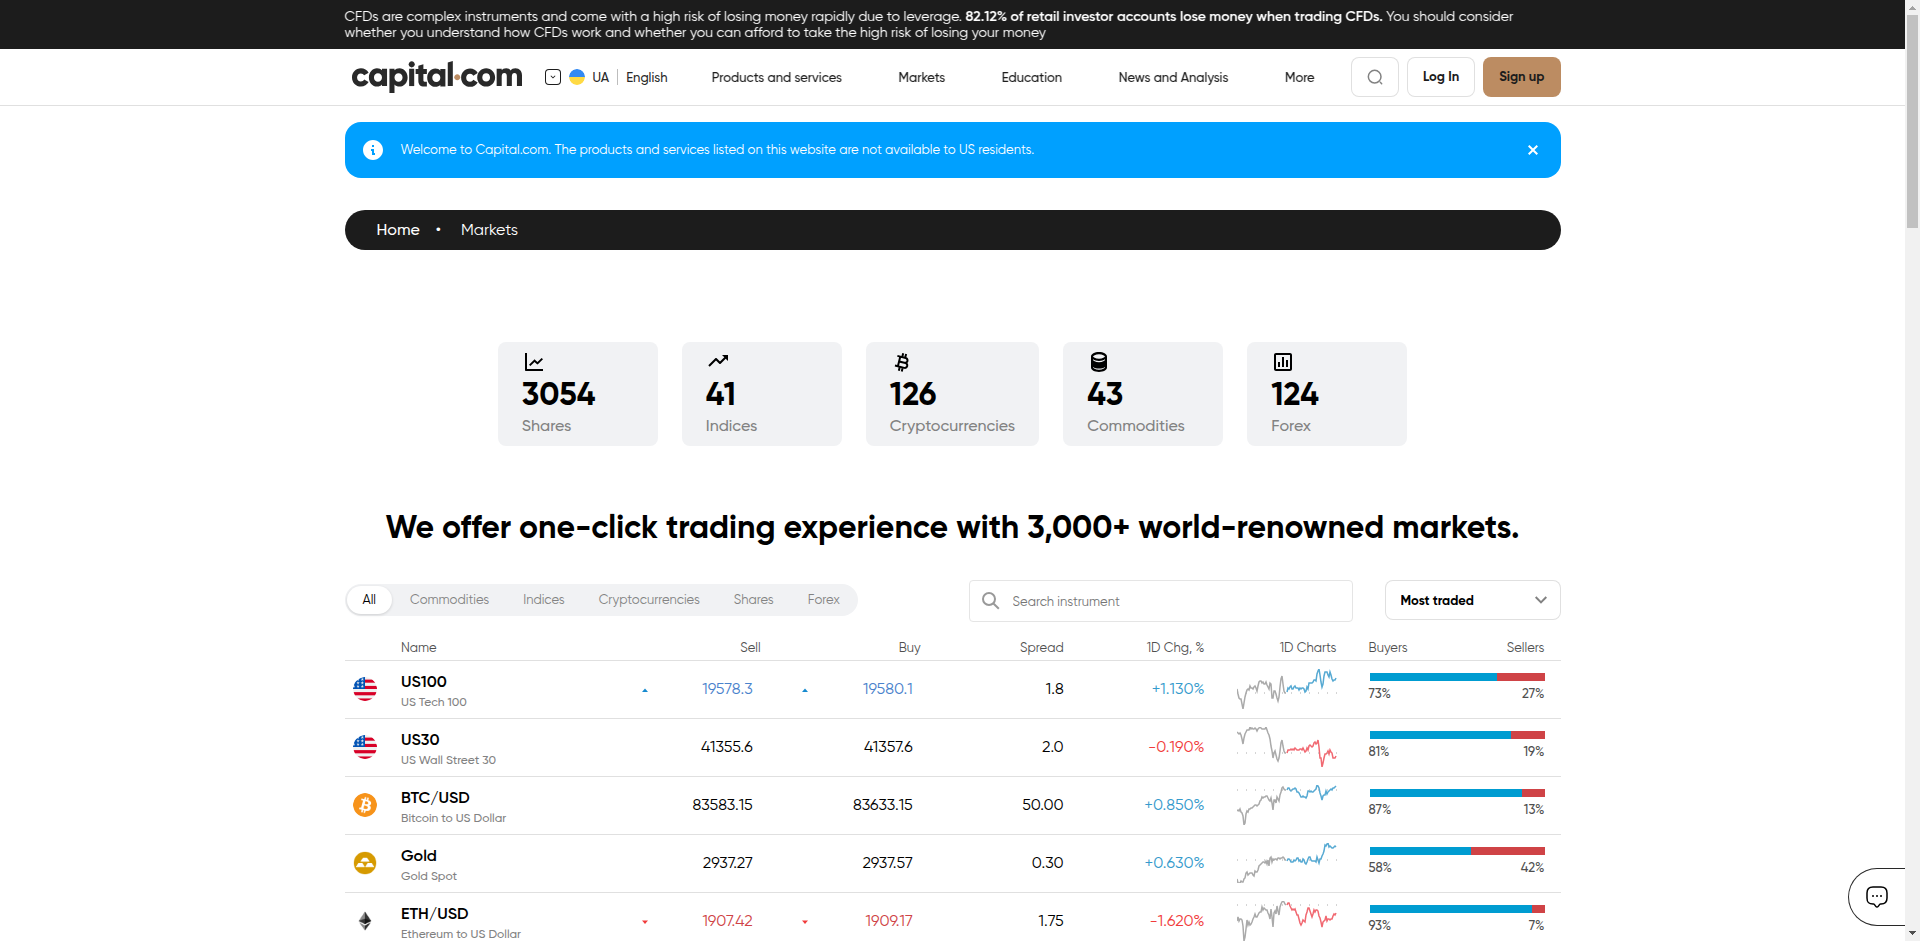 CFDs are complex instruments and come with a high risk of losing money rapidly due to leverage. 82.12% of retail investor accounts lose money when trading CFDs. You should consider
whether you understand how CFDs work and whether you can afford to take the high risk of losing your money
capital.com UA English Products and services Markets Education News and Analysis More Log In Sign up
Welcome to Capital.com. The products and services listed on this website are not available to US residents.
Home • Markets
3054 41 126 43 124
Shares Indices Cryptocurrencies Commodities Forex
We offer one-click trading experience with 3,000+ world-renowned markets.
All Commodities Indices Cryptocurrencies Shares Forex Search instrument Most traded
Name Sell Buy Spread 1D Chg, % 1D Charts Buyers Sellers
US100 19578.3 19580.1 1.8 +1.130%
US Tech 100 73% 27%
US30 41355.6 41357.6 2.0 -0.190%
US Wall Street 30 81% 19%
BTC/USD 83583.15 83633.15 50.00 +0.850%
Bitcoin to US Dollar 87% 13%
Gold 2937.27 2937.57 0.30 +0.630%
Gold Spot 58% 42%
ETH/USD 1907.42 1909.17 1.75 -1.620%
Ethereum to US Dollar 93% 7%